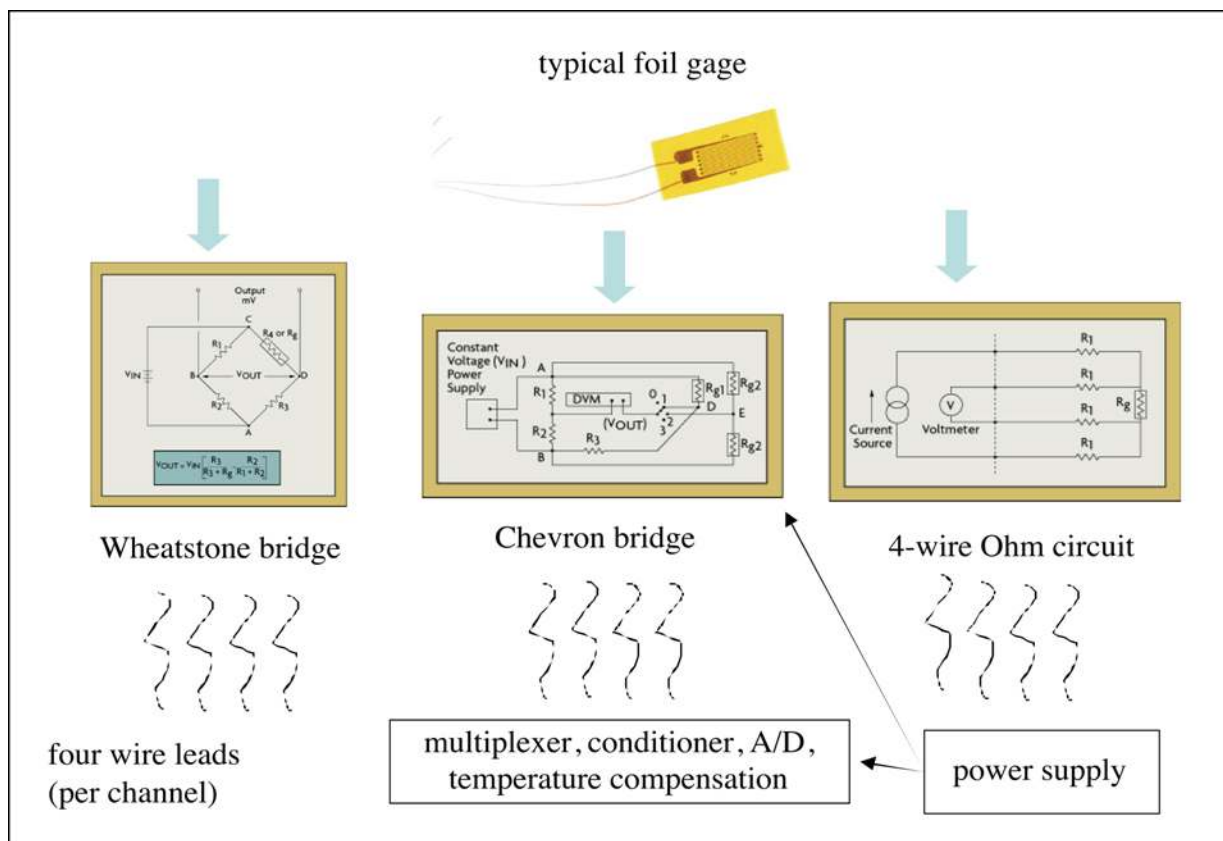 typical foil gage
Output
mV
C
R1
R4 or Rg
VIN
B
VOUT
D
R2
R3
A
VOUT = VIN [R3 / R3 + Rg - R2 / R1 + R2]
Constant
Voltage (VIN)
Power
Supply
A
R1
DVM
(VOUT)
0
1
2
3
Rg1
D
Rg2
E
R2
R3
B
Rg2
R1
R1
Rg
V
Current
Source
Voltmeter
R1
R1
Wheatstone bridge
Chevron bridge
4-wire Ohm circuit
four wire leads
(per channel)
multiplexer, conditioner, A/D,
temperature compensation
power supply